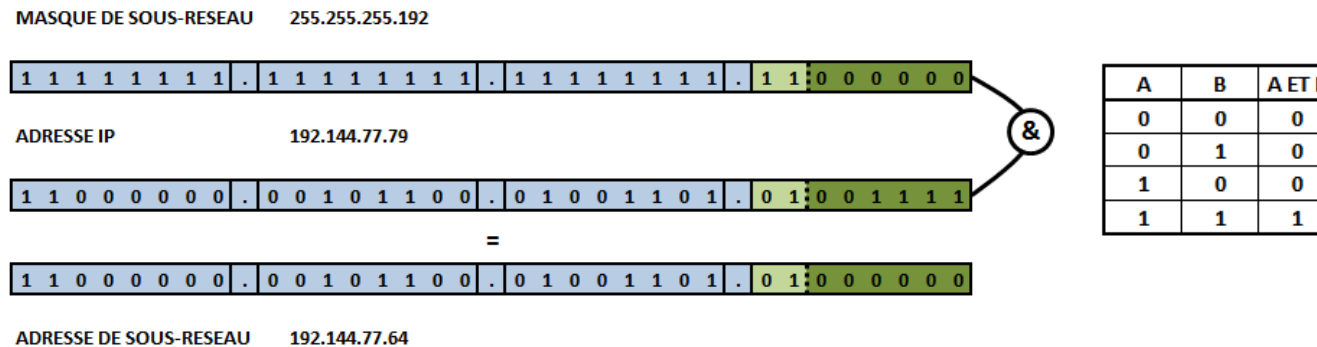 MASQUE DE SOUS-RESEAU 255.255.255.192
1 1 1 1 1 1 1 1 . 1 1 1 1 1 1 1 1 . 1 1 1 1 1 1 1 1 . 1 1 0 0 0 0 0 0
ADRESSE IP 192.144.77.79
&
1 1 0 0 0 0 0 0 . 0 0 1 0 1 1 0 0 . 0 1 0 0 1 1 0 1 . 0 1 0 0 1 1 1 1
=
1 1 0 0 0 0 0 0 . 0 0 1 0 1 1 0 0 . 0 1 0 0 1 1 0 1 . 0 1 0 0 0 0 0 0
ADRESSE DE SOUS-RESEAU 192.144.77.64
A B A ET
0 0 0
0 1 0
1 0 0
1 1 1